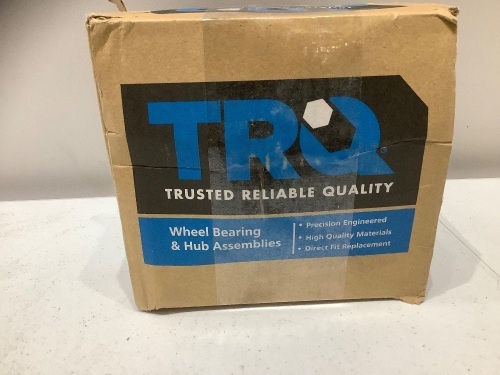 TRQ
TRUSTED RELIABLE QUALITY
Wheel Bearing
& Hub Assemblies
• Precision Engineered
• High Quality Materials
• Direct Fit Replacement